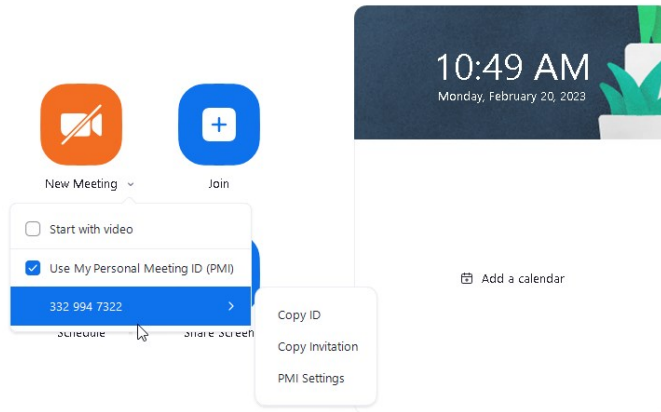 10:49 AM
Monday, February 20, 2023
New Meeting
Join
Start with video
Use My Personal Meeting ID (PMI)
332 994 7322
Schedule
Share Screen
Copy ID
Copy Invitation
PMI Settings
Add a calendar